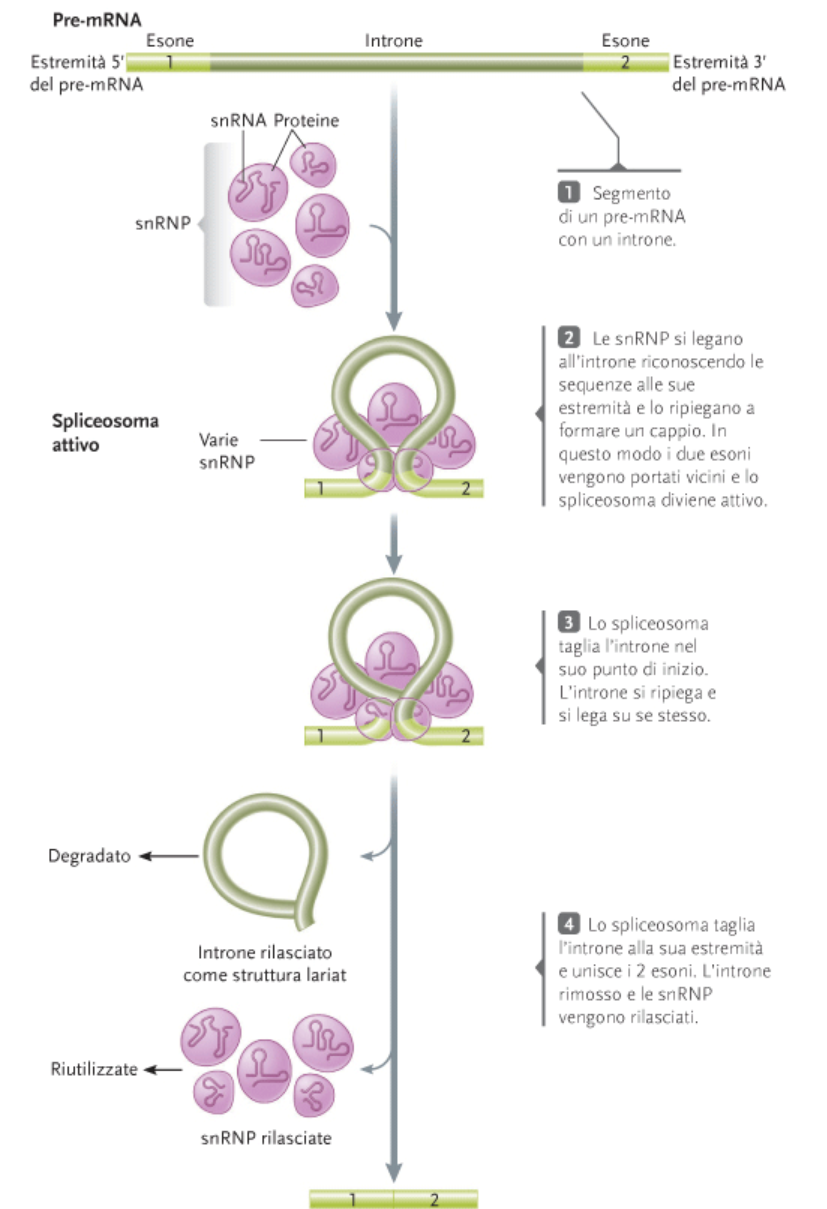 Pre-mRNA
Esone
Introne
Esone
Estremità 5'
del pre-mRNA
1
2
Estremità 3'
del pre-mRNA
snRNA Proteine
snRNP
1 Segmento
di un pre-mRNA
con un introne.
Spliceosoma
attivo
Varie
snRNP
1
2
2 Le snRNP si legano
all'introne riconoscendo le
sequenze alle sue
estremità e lo ripiegano a
formare un cappio. In
questo modo i due esoni
vengono portati vicini e lo
spliceosoma diviene attivo.
1
2
3 Lo spliceosoma
taglia l'introne nel
suo punto di inizio.
L'introne si ripiega e
si lega su se stesso.
Degradato
Introne rilasciato
come struttura lariat
4 Lo spliceosoma taglia
l'introne alla sua estremità
e unisce i 2 esoni. L'introne
rimosso e le snRNP
vengono rilasciati.
Riutilizzate
snRNP rilasciate
1
2